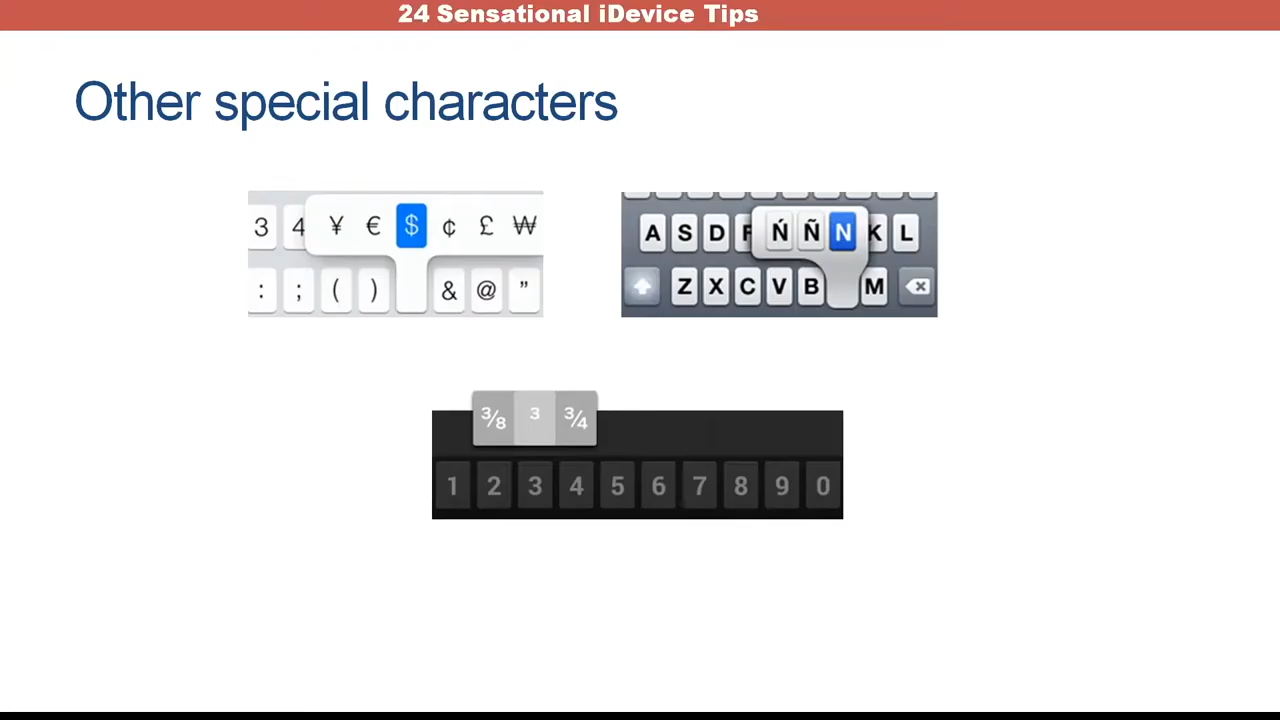 24 Sensational iDevice Tips
Other special characters
3 4 ¥ € $ ¢ £ ₩
: ; ( ) & @ ”
A S D F Ń Ñ N K L
Z X C V B M
⅜ ³ ¾
1 2 3 4 5 6 7 8 9 0